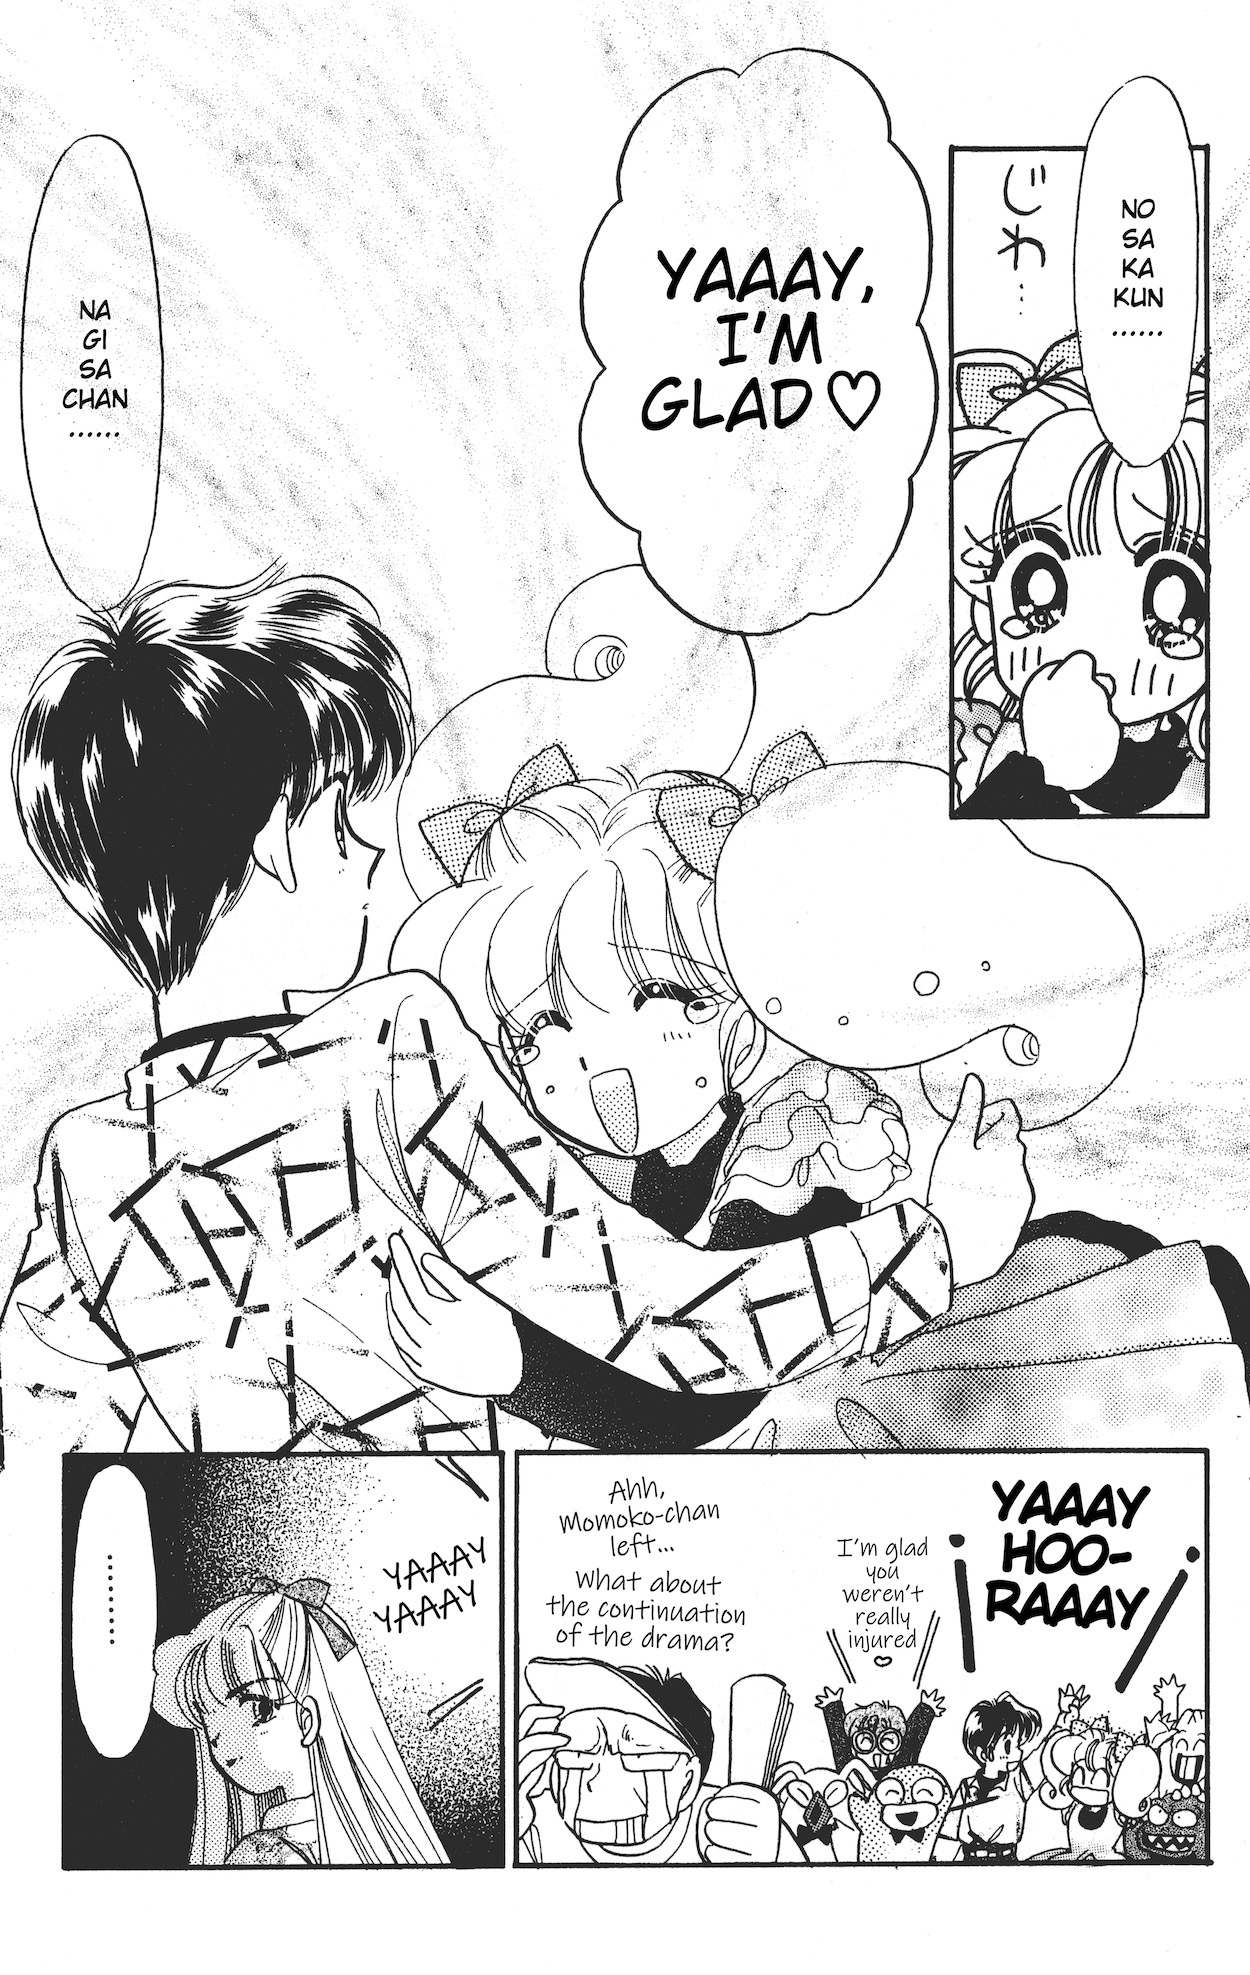 NO
SA
KA
KUN
......
じわ…
YAAAY,
I'M
GLAD♡
NA
GI
SA
CHAN
......
YAAAY
HOO-
RAAAY
I'm glad
you
weren't
really
injured
♡
Ahh,
Momoko-chan
left...
What about
the continuation
of the drama?
YAAAY
YAAAY
........